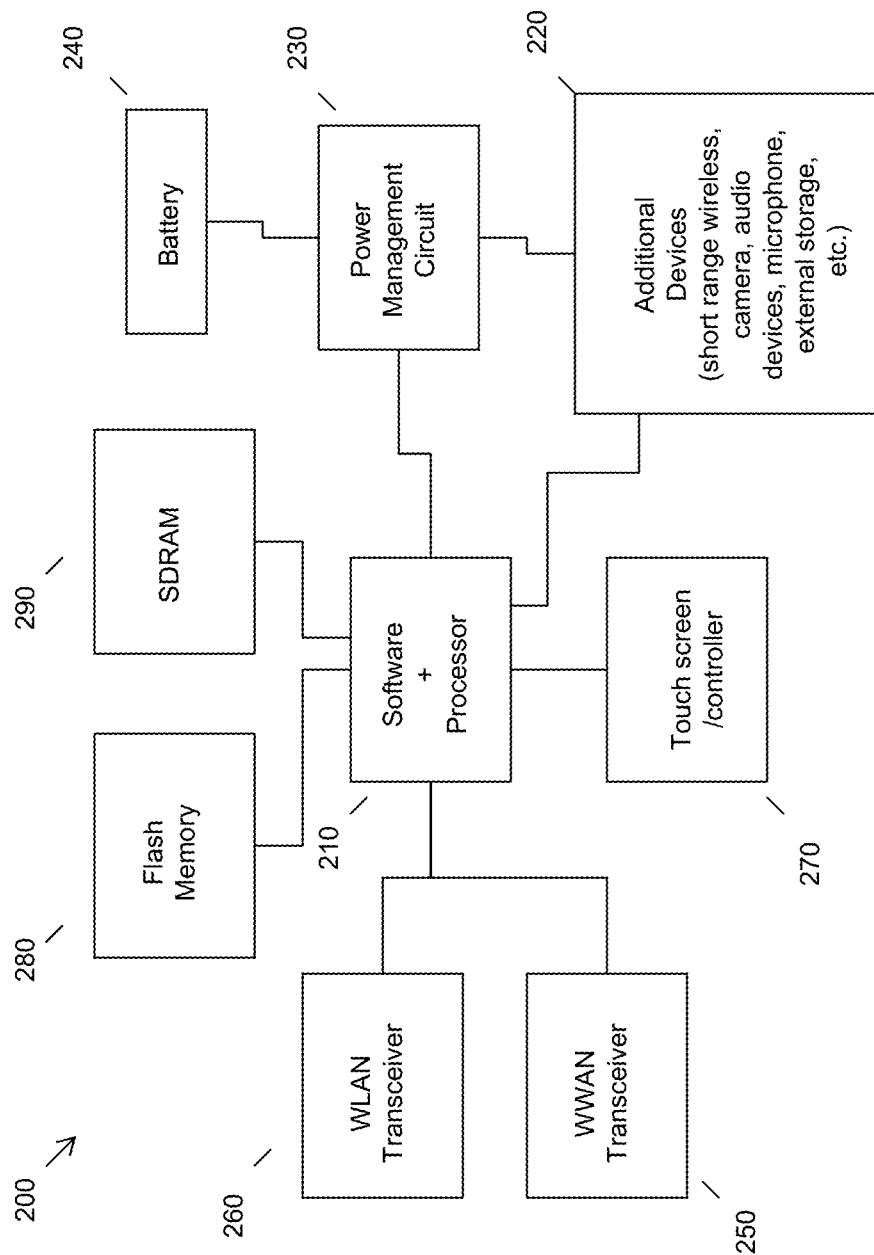 200
260
WLAN
Transceiver
WWAN
Transceiver
250
280
Flash
Memory
210
Software
+
Processor
Touch screen
/controller
270
290
SDRAM
240
Battery
230
Power
Management
Circuit
220
Additional
Devices
(short range wireless,
camera, audio
devices, microphone,
external storage,
etc.)